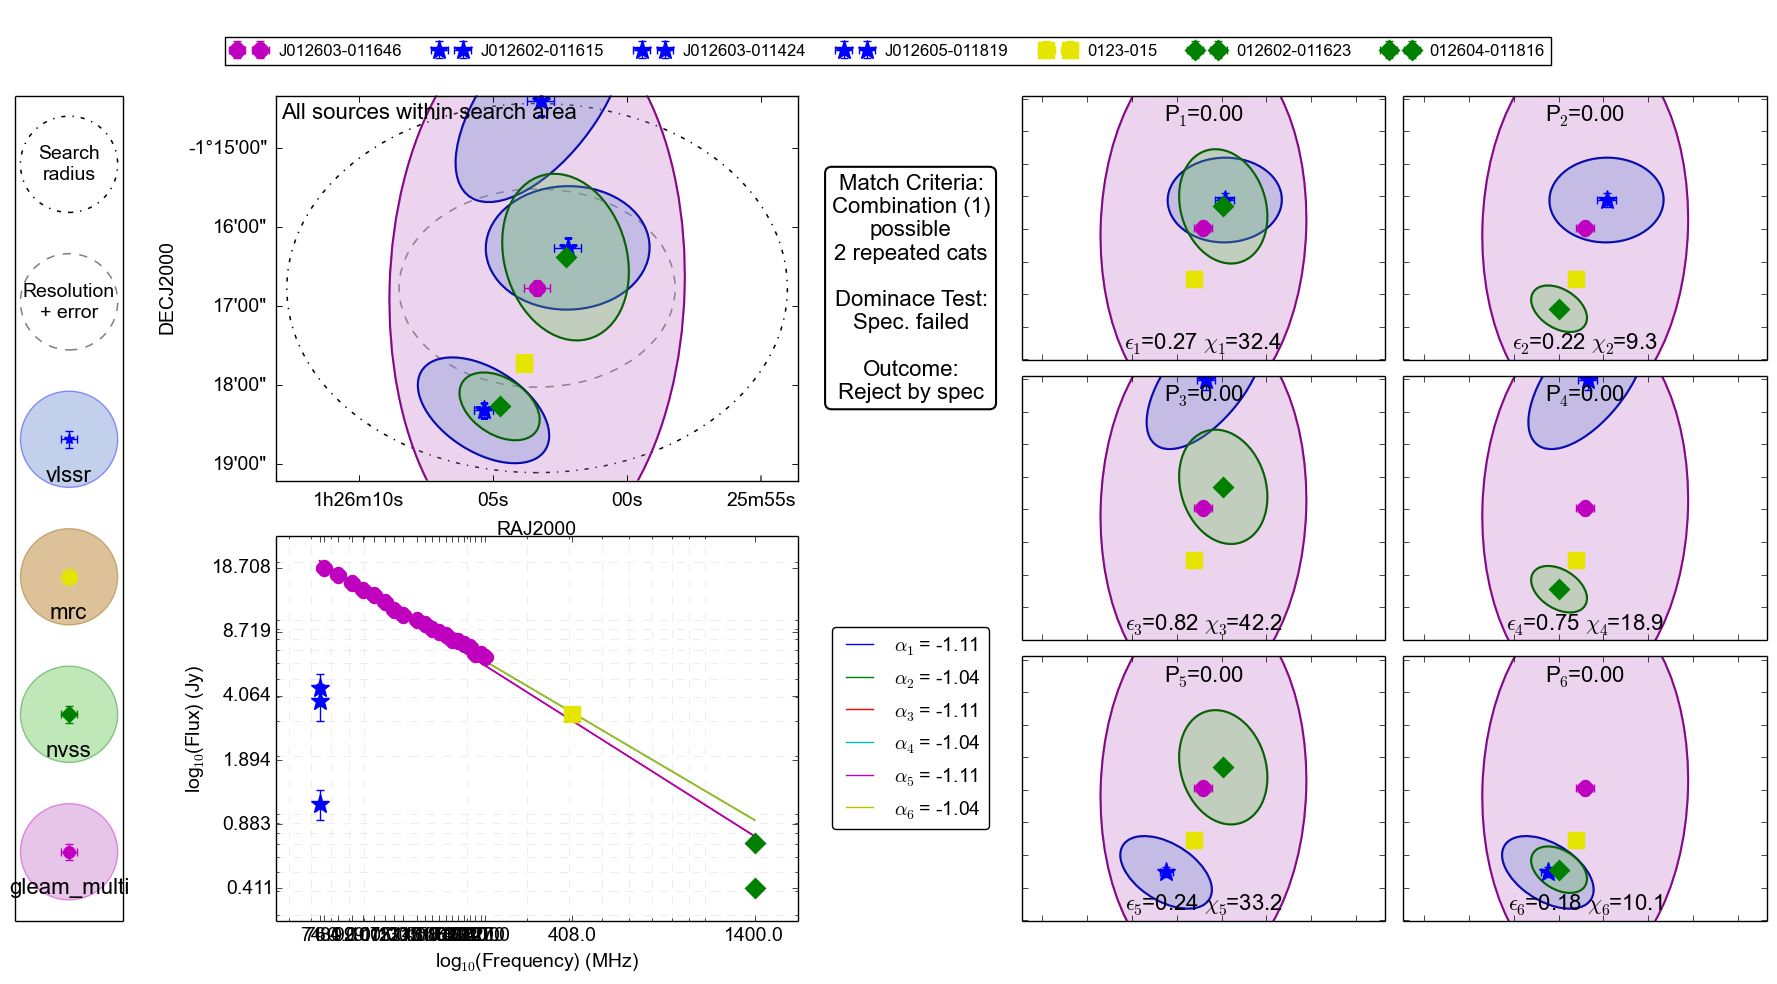 J012603-011646 J012602-011615 J012603-011424 J012605-011819 0123-015 012602-011623 012604-011816
Search
radius
Resolution
+ error
vlssr
mrc
nvss
gleam_multi
All sources within search area
-1°15'00"
16'00"
17'00"
18'00"
19'00"
DECJ2000
1h26m10s 05s 00s 25m55s
RAJ2000
Match Criteria:
Combination (1)
possible
2 repeated cats
Dominace Test:
Spec. failed
Outcome:
Reject by spec
18.708
8.719
4.064
1.894
0.883
0.411
log₁₀(Flux) (Jy)
408.0 1400.0
log₁₀(Frequency) (MHz)
α₁ = -1.11
α₂ = -1.04
α₃ = -1.11
α₄ = -1.04
α₅ = -1.11
α₆ = -1.04
P₁=0.00
ϵ₁=0.27 χ₁=32.4
P₂=0.00
ϵ₂=0.22 χ₂=9.3
P₃=0.00
ϵ₃=0.82 χ₃=42.2
P₄=0.00
ϵ₄=0.75 χ₄=18.9
P₅=0.00
ϵ₅=0.24 χ₅=33.2
P₆=0.00
ϵ₆=0.18 χ₆=10.1